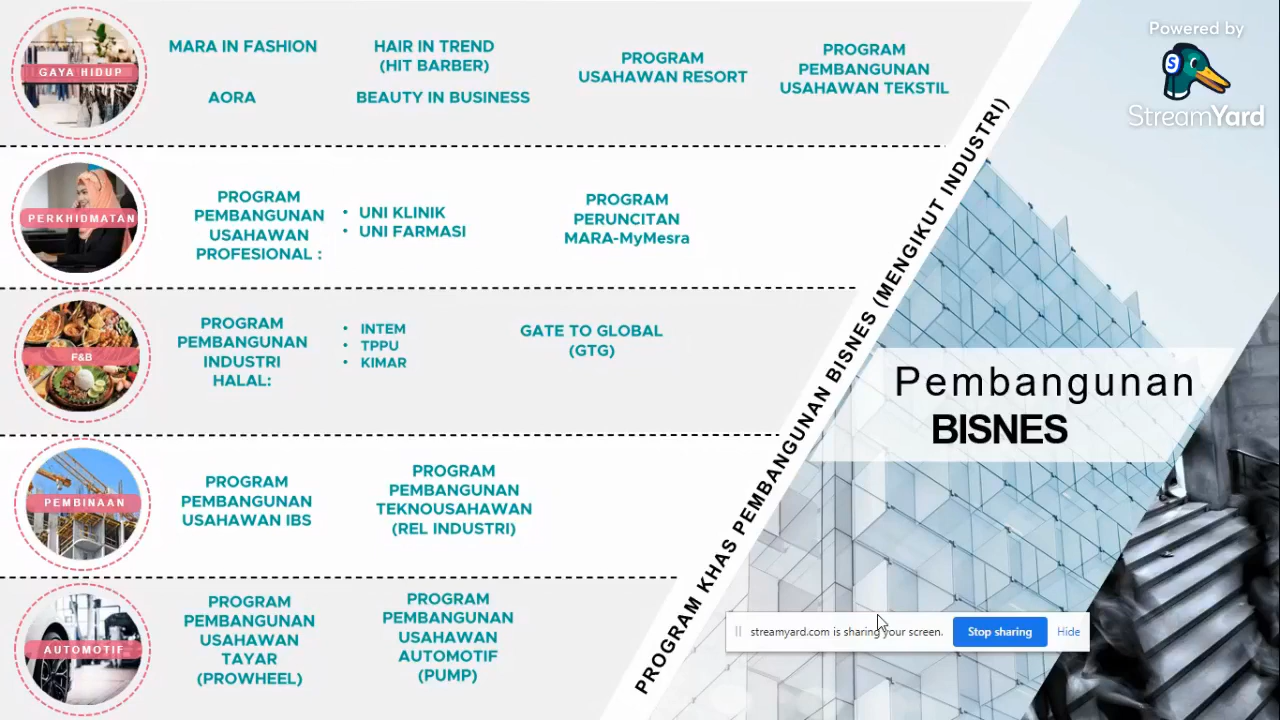 GAYA HIDUP
MARA IN FASHION
AORA
HAIR IN TREND
(HIT BARBER)
BEAUTY IN BUSINESS
PROGRAM
USAHAWAN RESORT
PROGRAM
PEMBANGUNAN
USAHAWAN TEKSTIL
PERKHIDMATAN
PROGRAM
PEMBANGUNAN
USAHAWAN
PROFESIONAL :
• UNI KLINIK
• UNI FARMASI
PROGRAM
PERUNCITAN
MARA-MyMesra
F&B
PROGRAM
PEMBANGUNAN
INDUSTRI
HALAL:
• INTEM
• TPPU
• KIMAR
GATE TO GLOBAL
(GTG)
PEMBINAAN
PROGRAM
PEMBANGUNAN
USAHAWAN IBS
PROGRAM
PEMBANGUNAN
TEKNOUSAHAWAN
(REL INDUSTRI)
AUTOMOTIF
PROGRAM
PEMBANGUNAN
USAHAWAN
TAYAR
(PROWHEEL)
PROGRAM
PEMBANGUNAN
USAHAWAN
AUTOMOTIF
(PUMP)
PROGRAM KHAS PEMBANGUNAN BISNES (MENGIKUT INDUSTRI)
Pembangunan
BISNES
Powered by
StreamYard
streamyard.com is sharing your screen.
Stop sharing
Hide